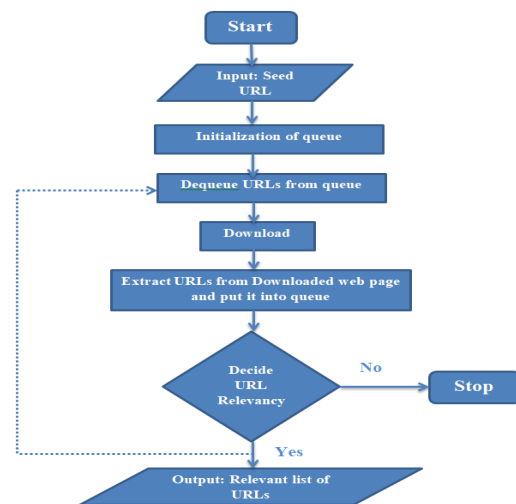 Start
Input: Seed
URL
Initialization of queue
Dequeue URLs from queue
Download
Extract URLs from Downloaded web page
and put it into queue
Decide
URL
Relevancy
No
Stop
Yes
Output: Relevant list of
URLs